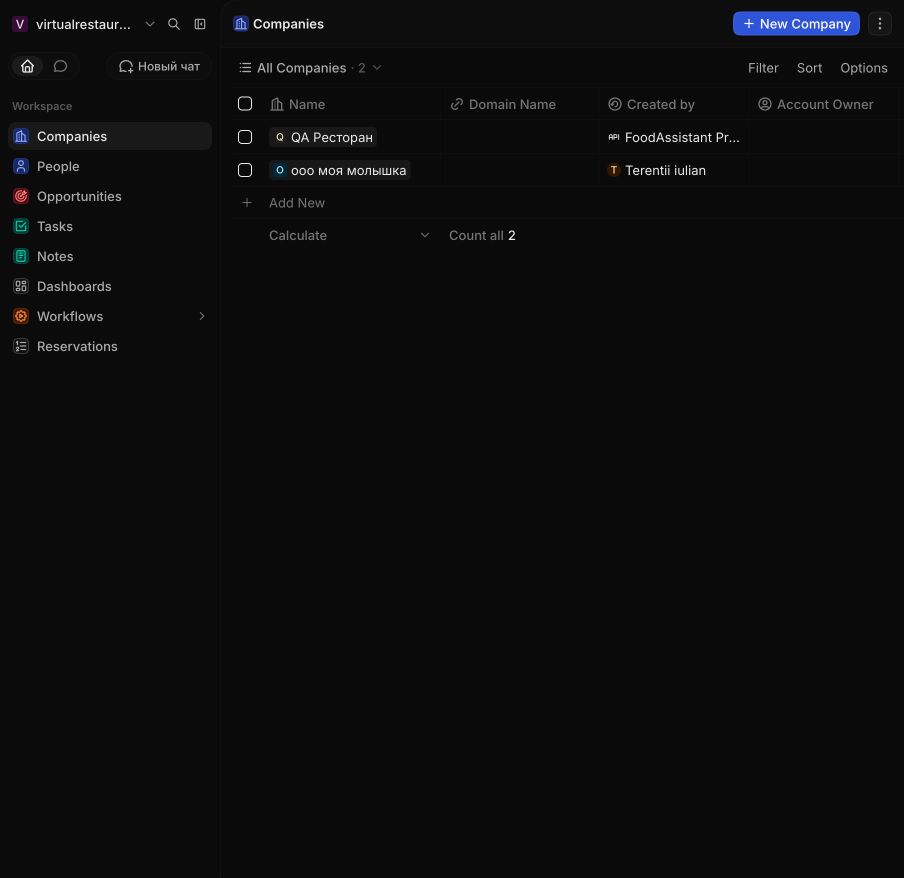 V virtualrestaur...
Новый чат
Workspace
Companies
People
Opportunities
Tasks
Notes
Dashboards
Workflows
Reservations
Companies
+ New Company
All Companies · 2
Filter Sort Options
Name Domain Name Created by Account Owner
Q QA Ресторан API FoodAssistant Pr...
О ооо моя молышка T Terentii iulian
+ Add New
Calculate Count all 2